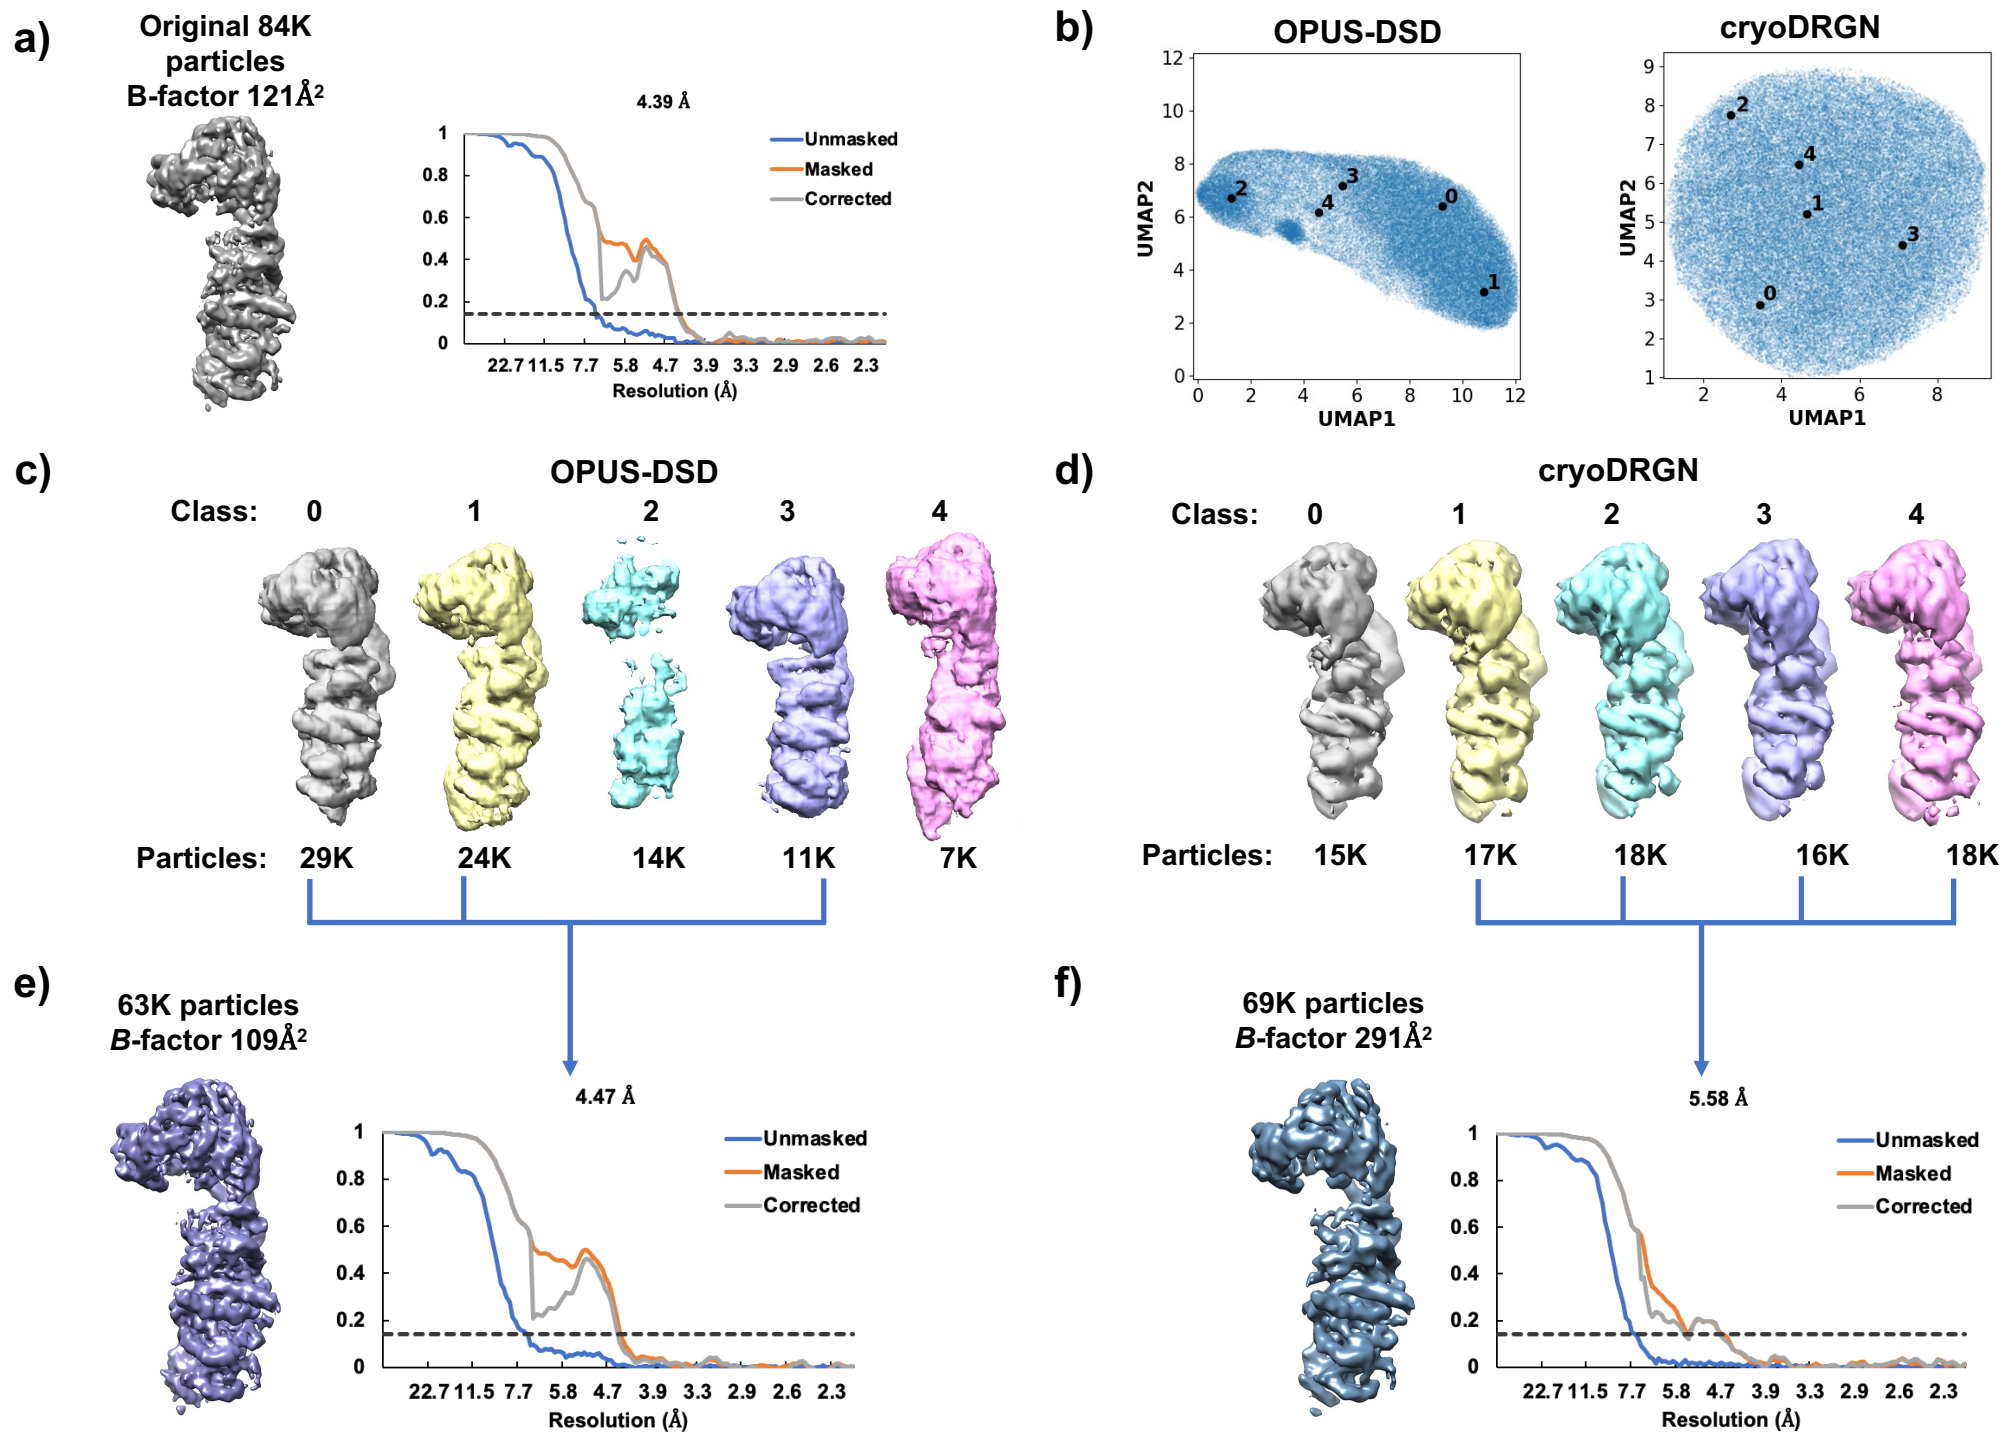 a)
Original 84K
particles
B-factor 121Å²
4.39 Å
Unmasked
Masked
Corrected
1
0.8
0.6
0.4
0.2
0
22.7 11.5 7.7 5.8 4.7 3.9 3.3 2.9 2.6 2.3
Resolution (Å)
b)
OPUS-DSD
12
10
8
6
4
2
0
UMAP2
2
3
4
0
1
0 2 4 6 8 10 12
UMAP1
cryoDRGN
9
8
7
6
5
4
3
2
1
UMAP2
2
4
1
3
0
2 4 6 8
UMAP1
c)
OPUS-DSD
Class: 0 1 2 3 4
Particles: 29K 24K 14K 11K 7K
d)
cryoDRGN
Class: 0 1 2 3 4
Particles: 15K 17K 18K 16K 18K
e)
63K particles
B-factor 109Å²
4.47 Å
Unmasked
Masked
Corrected
1
0.8
0.6
0.4
0.2
0
22.7 11.5 7.7 5.8 4.7 3.9 3.3 2.9 2.6 2.3
Resolution (Å)
f)
69K particles
B-factor 291Å²
5.58 Å
Unmasked
Masked
Corrected
1
0.8
0.6
0.4
0.2
0
22.7 11.5 7.7 5.8 4.7 3.9 3.3 2.9 2.6 2.3
Resolution (Å)